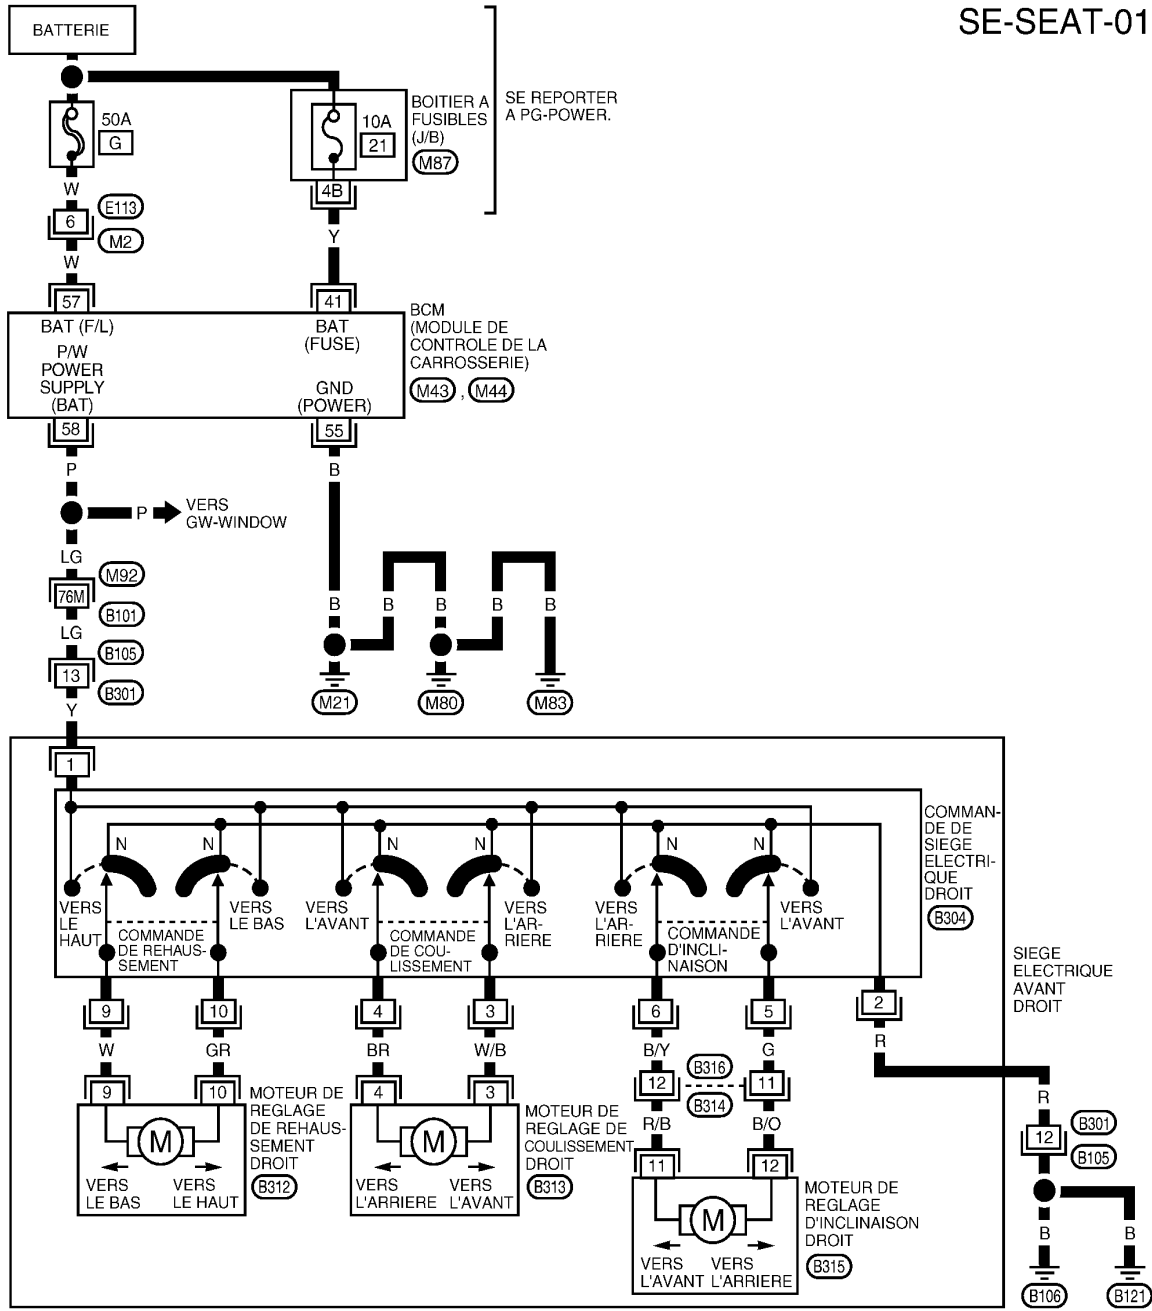 SE-SEAT-01
BATTERIE
50A
G
10A
21
BOITIER A
FUSIBLES
(J/B)
M87
SE REPORTER
A PG-POWER.
4B
W
6
E113
M2
W
Y
57
41
BAT (F/L)
P/W
POWER
SUPPLY
(BAT)
BAT
(FUSE)
GND
(POWER)
BCM
(MODULE DE
CONTROLE DE LA
CARROSSERIE)
M43 , M44
58
55
P
B
P
VERS
GW-WINDOW
LG
M92
76M
B101
LG
B105
13
B301
Y
B
B
B
B
B
M21
M80
M83
1
N
N
N
N
N
N
VERS
LE
HAUT
COMMANDE
DE REHAUS-
SEMENT
VERS
LE BAS
VERS
L'AVANT
COMMANDE
DE COU-
LISSEMENT
VERS
L'AR-
RIERE
VERS
L'AR-
RIERE
COMMANDE
D'INCLI-
NAISON
VERS
L'AVANT
COMMAN-
DE DE
SIEGE
ELECTRI-
QUE
DROIT
B304
SIEGE
ELECTRIQUE
AVANT
DROIT
9
10
4
3
6
5
2
W
GR
BR
W/B
B/Y
G
R
9
10
4
3
12
11
B316
B314
R/B
B/O
11
12
M
VERS
LE BAS
VERS
LE HAUT
MOTEUR DE
REGLAGE
DE REHAUS-
SEMENT
DROIT
B312
M
VERS
L'ARRIERE
VERS
L'AVANT
MOTEUR DE
REGLAGE DE
COULISSEMENT
DROIT
B313
M
VERS
L'AVANT
VERS
L'ARRIERE
MOTEUR DE
REGLAGE
D'INCLINAISON
DROIT
B315
R
12
B301
B105
B
B
B106
B121